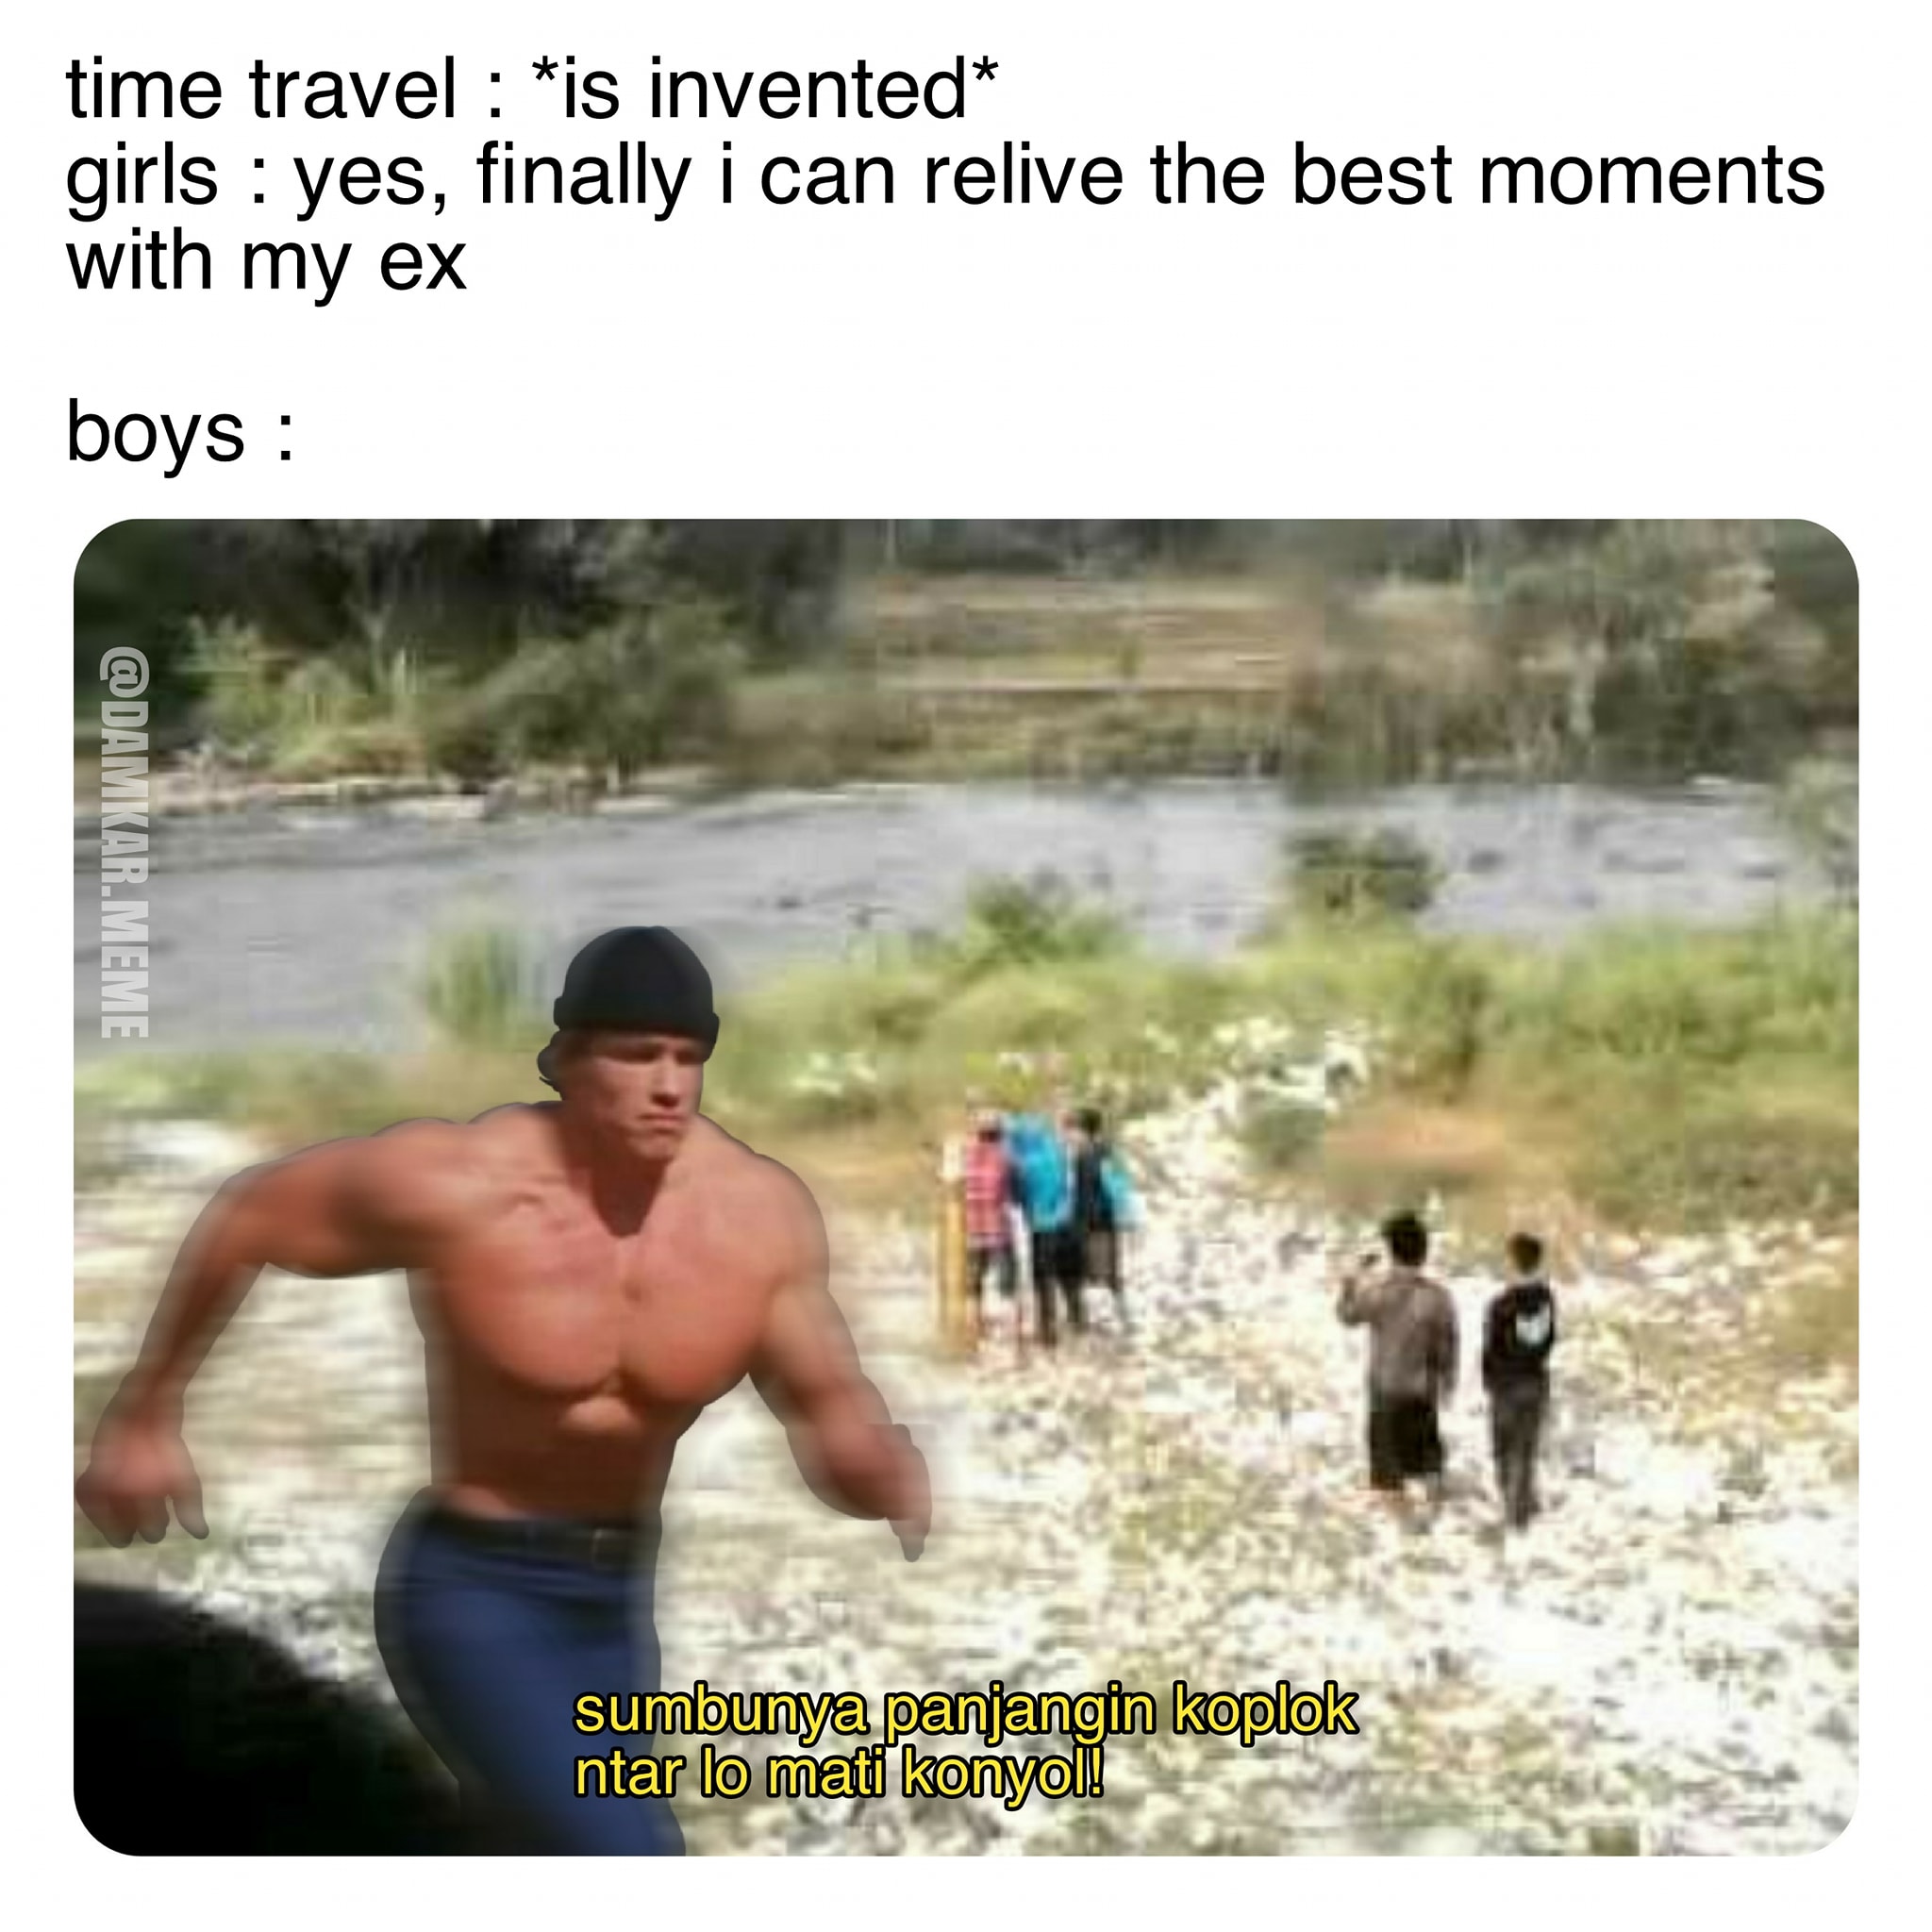 time travel : *is invented*
girls : yes, finally i can relive the best moments
with my ex
boys :
@DAMKAR.MEME
sumbunya panjangin koplok
ntar lo mati konyol!